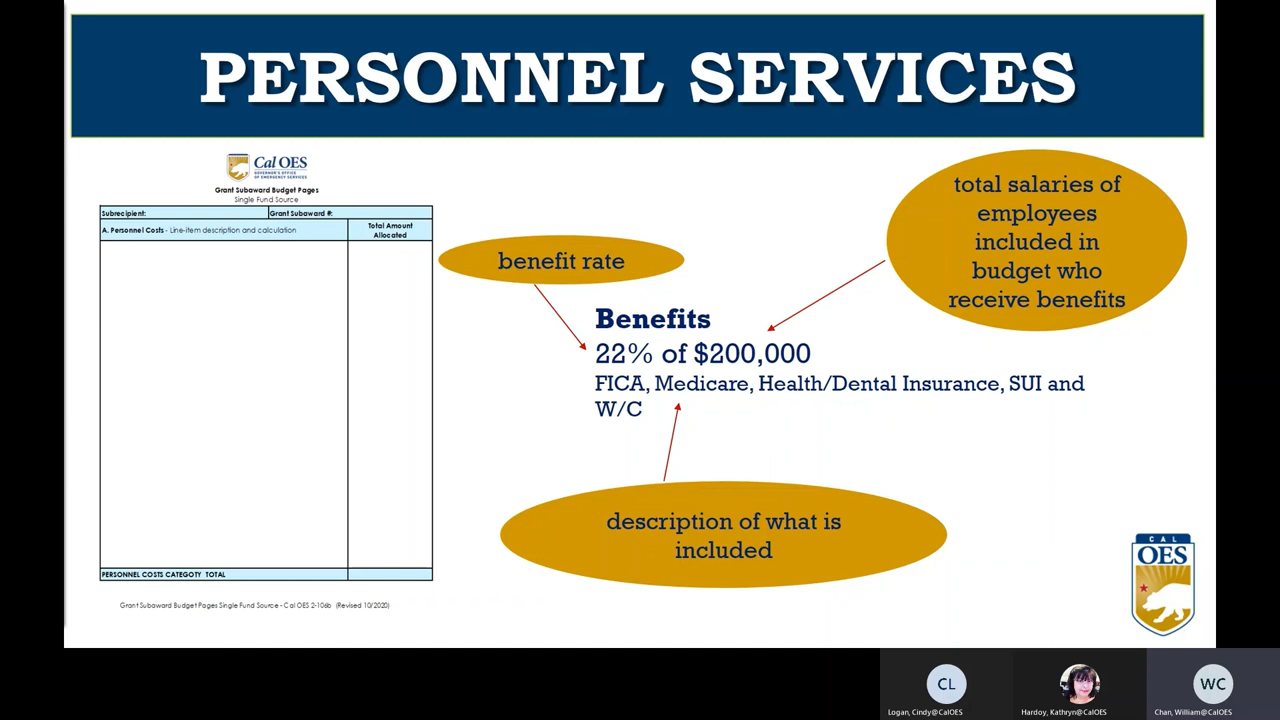 PERSONNEL SERVICES
Cal OES
GOVERNOR'S OFFICE
OF EMERGENCY SERVICES
Grant Subaward Budget Pages
Single Fund Source
Subrecipient:
Grant Subaward #:
A. Personnel Costs - Line-item description and calculation
Total Amount
Allocated
PERSONNEL COSTS CATEGOTY TOTAL
Grant Subaward Budget Pages Single Fund Source - Cal OES 2-106b (Revised 10/2020)
benefit rate
total salaries of
employees
included in
budget who
receive benefits
Benefits
22% of $200,000
FICA, Medicare, Health/Dental Insurance, SUI and
W/C
description of what is
included
CAL
OES
CL
Logan, Cindy@CalOES
Hardoy, Kathryn@CalOES
WC
Chan, William@CalOES